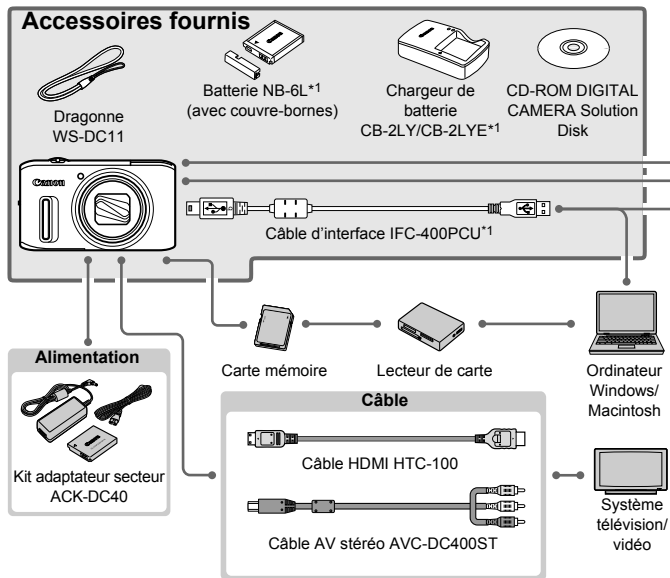 Accessoires fournis
Dragonne
WS-DC11
Batterie NB-6L*1
(avec couvre-bornes)
Chargeur de
batterie
CB-2LY/CB-2LYE*1
CD-ROM DIGITAL
CAMERA Solution
Disk
Canon
Câble d'interface IFC-400PCU*1
Carte mémoire
Lecteur de carte
Ordinateur
Windows/
Macintosh
Alimentation
Kit adaptateur secteur
ACK-DC40
Câble
Câble HDMI HTC-100
Câble AV stéréo AVC-DC400ST
Système
télévision/
vidéo